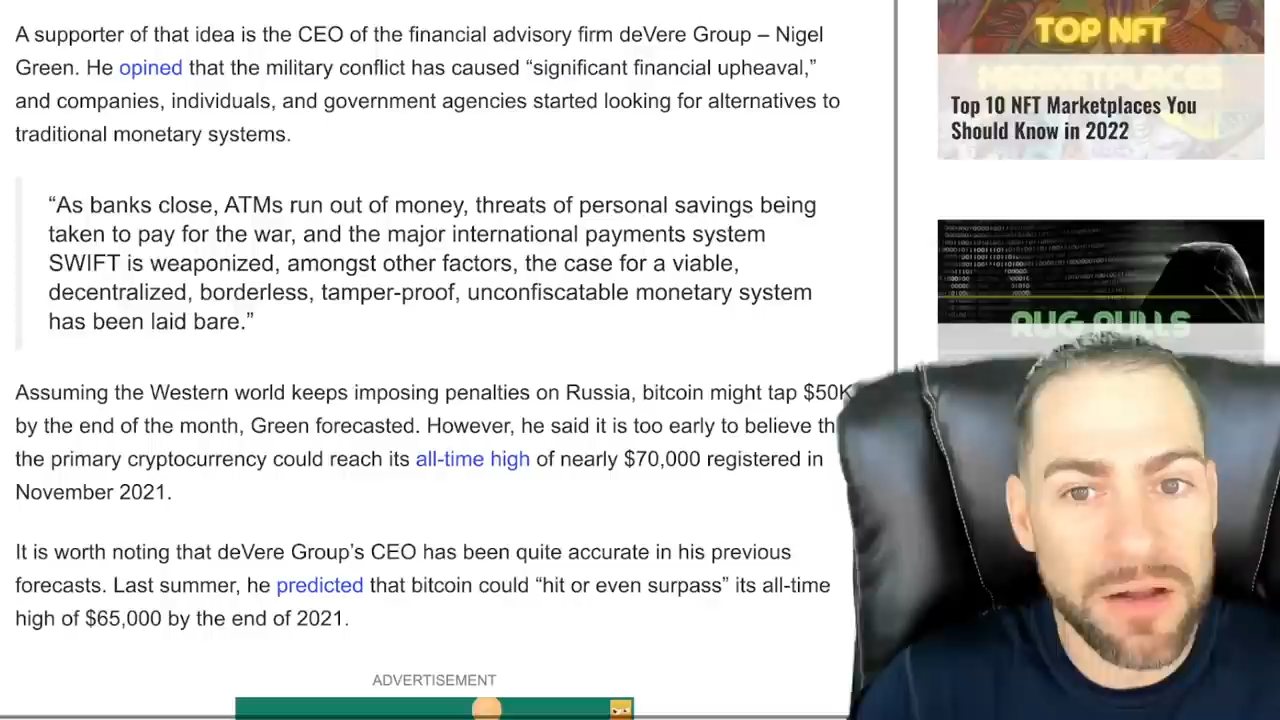 A supporter of that idea is the CEO of the financial advisory firm deVere Group – Nigel
Green. He opined that the military conflict has caused “significant financial upheaval,”
and companies, individuals, and government agencies started looking for alternatives to
traditional monetary systems.
“As banks close, ATMs run out of money, threats of personal savings being
taken to pay for the war, and the major international payments system
SWIFT is weaponized, amongst other factors, the case for a viable,
decentralized, borderless, tamper-proof, unconfiscatable monetary system
has been laid bare.”
Assuming the Western world keeps imposing penalties on Russia, bitcoin might tap $50K
by the end of the month, Green forecasted. However, he said it is too early to believe
the primary cryptocurrency could reach its all-time high of nearly $70,000 registered in
November 2021.
It is worth noting that deVere Group’s CEO has been quite accurate in his previous
forecasts. Last summer, he predicted that bitcoin could “hit or even surpass” its all-time
high of $65,000 by the end of 2021.
ADVERTISEMENT
TOP NFT
MARKETPLACES
Top 10 NFT Marketplaces You
Should Know in 2022
RUG PULLS